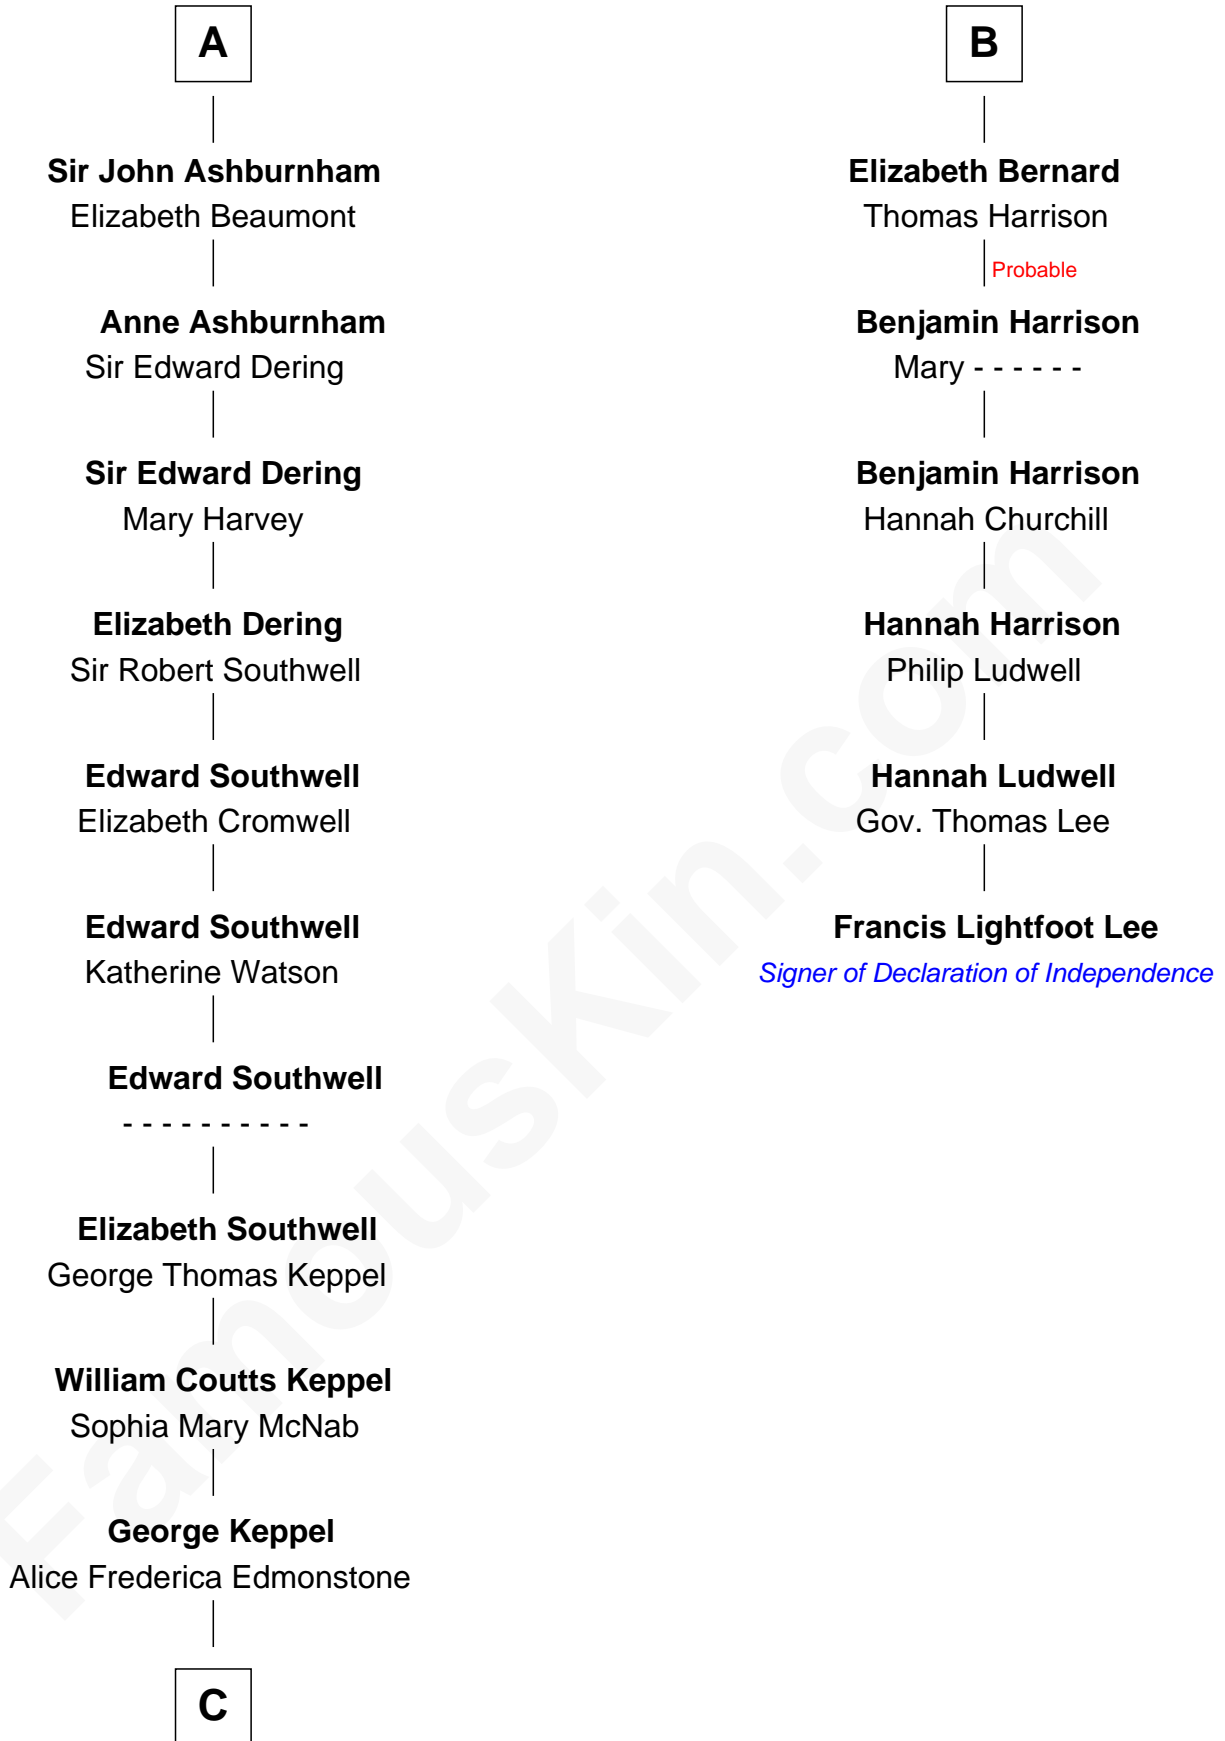 A
Sir John Ashburnham
Elizabeth Beaumont
Anne Ashburnham
Sir Edward Dering
Sir Edward Dering
Mary Harvey
Elizabeth Dering
Sir Robert Southwell
Edward Southwell
Elizabeth Cromwell
Edward Southwell
Katherine Watson
Edward Southwell
- - - - - - - - - -
Elizabeth Southwell
George Thomas Keppel
William Coutts Keppel
Sophia Mary McNab
George Keppel
Alice Frederica Edmonstone
C
B
Elizabeth Bernard
Thomas Harrison
Probable
Benjamin Harrison
Mary - - - - - -
Benjamin Harrison
Hannah Churchill
Hannah Harrison
Philip Ludwell
Hannah Ludwell
Gov. Thomas Lee
Francis Lightfoot Lee
Signer of Declaration of Independence
FamousKin.com